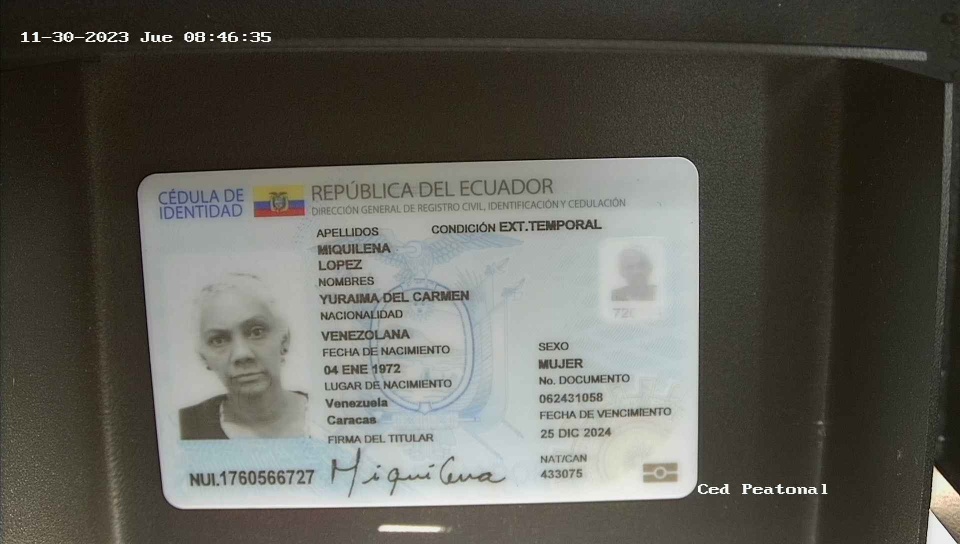 11-30-2023 Jue 08:46:35
CÉDULA DE
IDENTIDAD
REPÚBLICA DEL ECUADOR
DIRECCIÓN GENERAL DE REGISTRO CIVIL, IDENTIFICACIÓN Y CEDULACIÓN
APELLIDOS
CONDICIÓN EXT.TEMPORAL
MIQUILENA
LOPEZ
NOMBRES
YURAIMA DEL CARMEN
NACIONALIDAD
VENEZOLANA
FECHA DE NACIMIENTO
04 ENE 1972
LUGAR DE NACIMIENTO
Venezuela
Caracas
FIRMA DEL TITULAR
Miquilena
SEXO
MUJER
No. DOCUMENTO
062431058
FECHA DE VENCIMIENTO
25 DIC 2024
NAT/CAN
433075
NUI.1760566727
Ced Peatonal